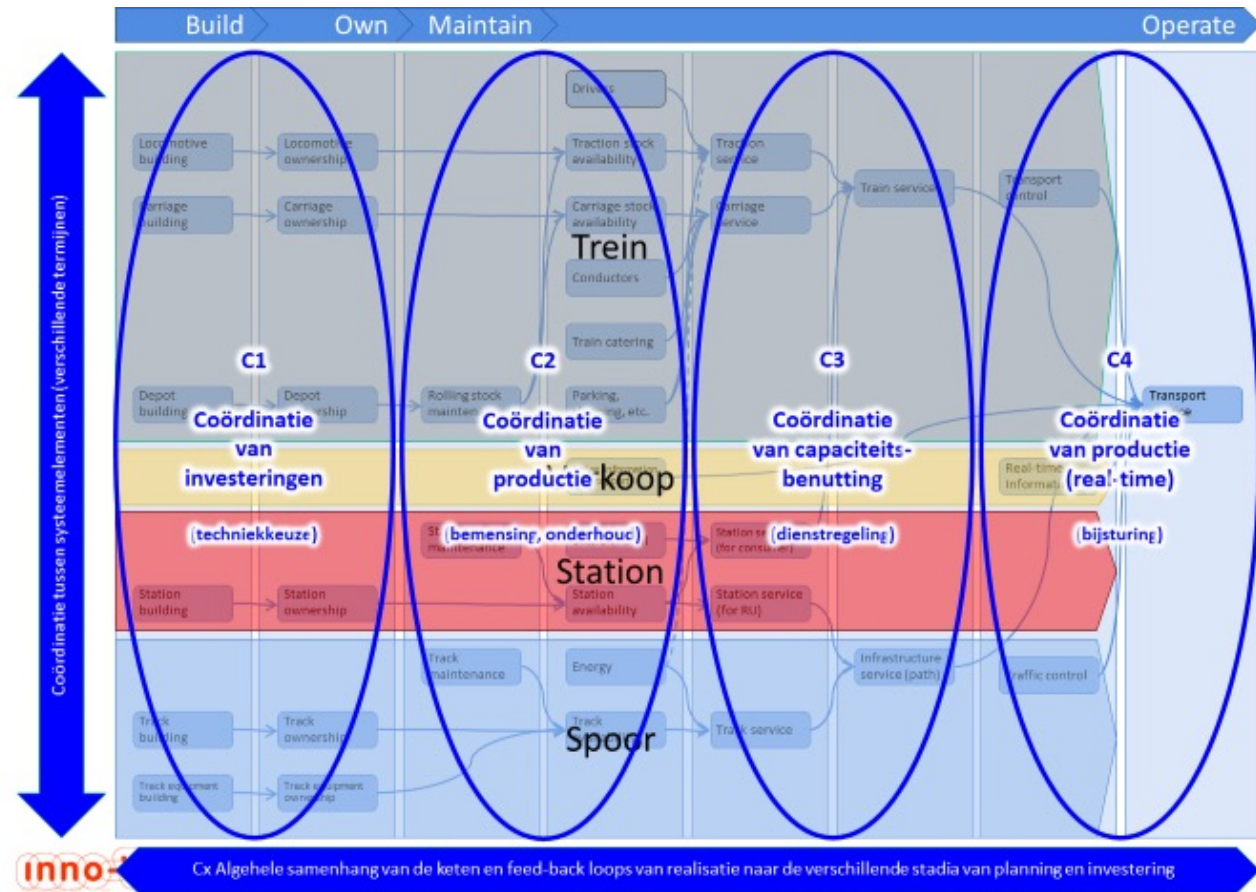 Build
Own
Maintain
Operate
Coördinatie tussen systeemelementen (verschillende termijnen)
Drivers
Locomotive
building
Locomotive
ownership
Traction stock
availability
Traction
service
Train service
Transport
control
Carriage
building
Carriage
ownership
Carriage stock
availability
Carriage
service
Trein
Conductors
Train catering
Depot
building
Depot
ownership
Rolling stock
Parking,
etc.
Transport
C1
Coördinatie
van
investeringen
(techniekkeuze)
C2
Coördinatie
van
productie
(bemensing, onderhoud)
C3
Coördinatie
van capaciteits-
benutting
(dienstregeling)
C4
Coördinatie
van productie
(real-time)
(bijsturing)
koop
Real-time
maintenance
(for consumer)
Station
Station
building
Station
ownership
Station
availability
Station service
(for RU)
Track
maintenance
Energy
Infrastructure
service (path)
Traffic control
Track
building
Track
ownership
Track
Track service
Spoor
Track equipment
building
Track equipment
ownership
inno-
Cx Algehele samenhang van de keten en feed-back loops van realisatie naar de verschillende stadia van planning en investering